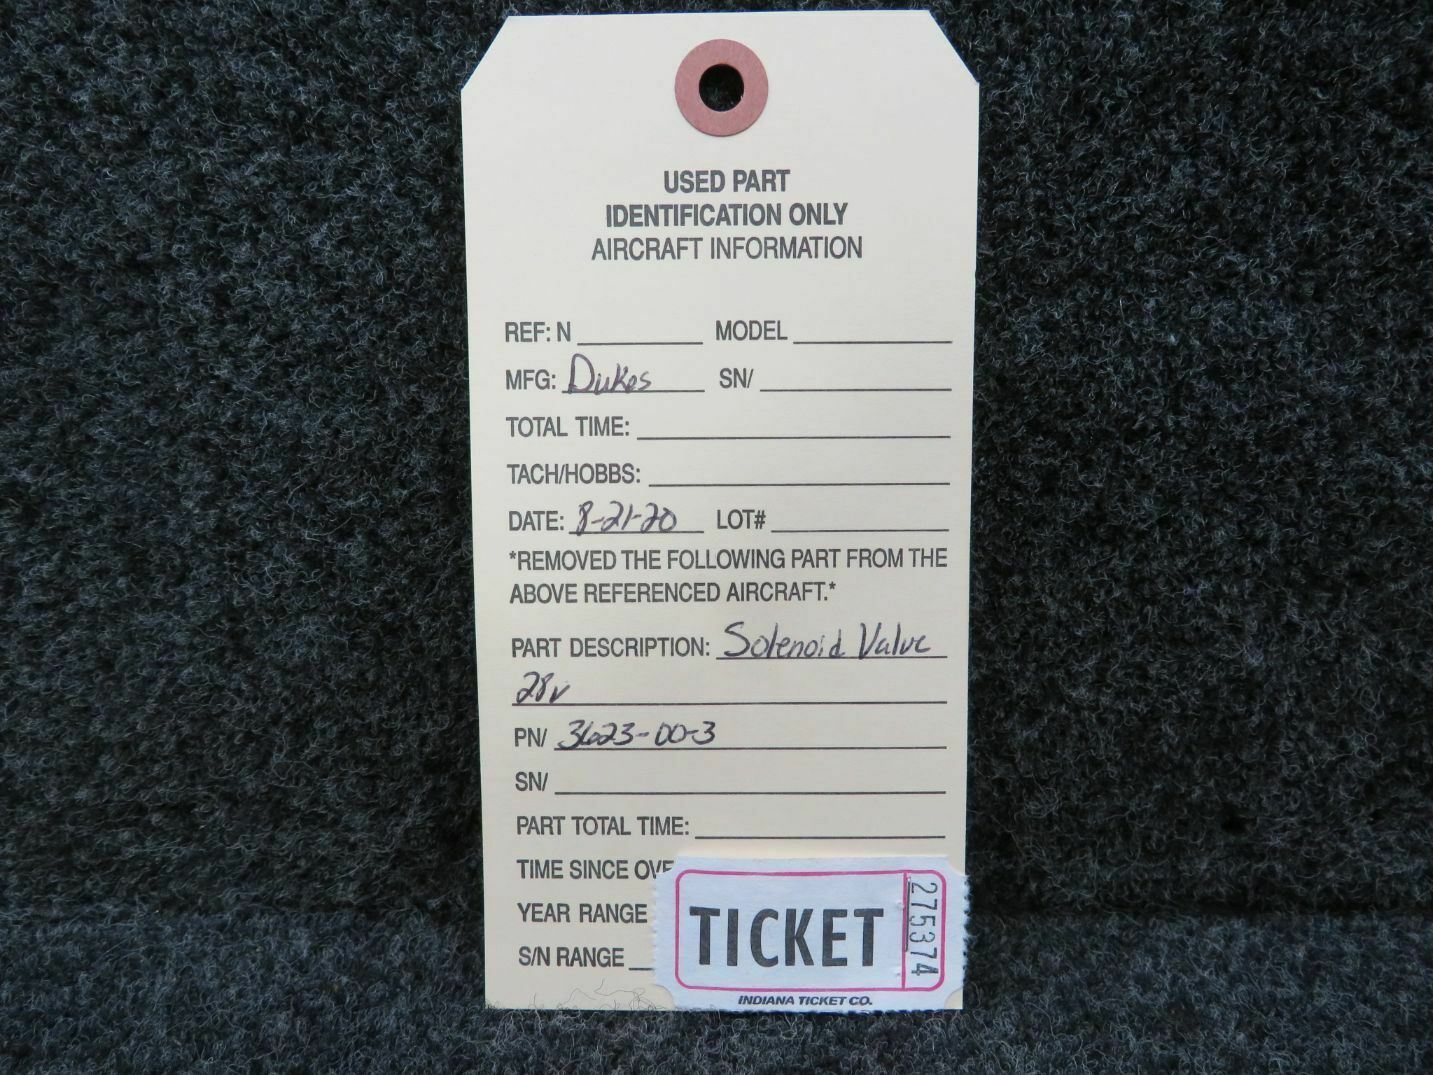 USED PART
IDENTIFICATION ONLY
AIRCRAFT INFORMATION
REF: N MODEL
MFG: Dukes SN/
TOTAL TIME:
TACH/HOBBS:
DATE: 8-21-20 LOT#
*REMOVED THE FOLLOWING PART FROM THE
ABOVE REFERENCED AIRCRAFT.*
PART DESCRIPTION: Solenoid Valve
28v
PN/ 3623-00-3
SN/
PART TOTAL TIME:
TIME SINCE OVE
YEAR RANGE
S/N RANGE
TICKET
275374
INDIANA TICKET CO.